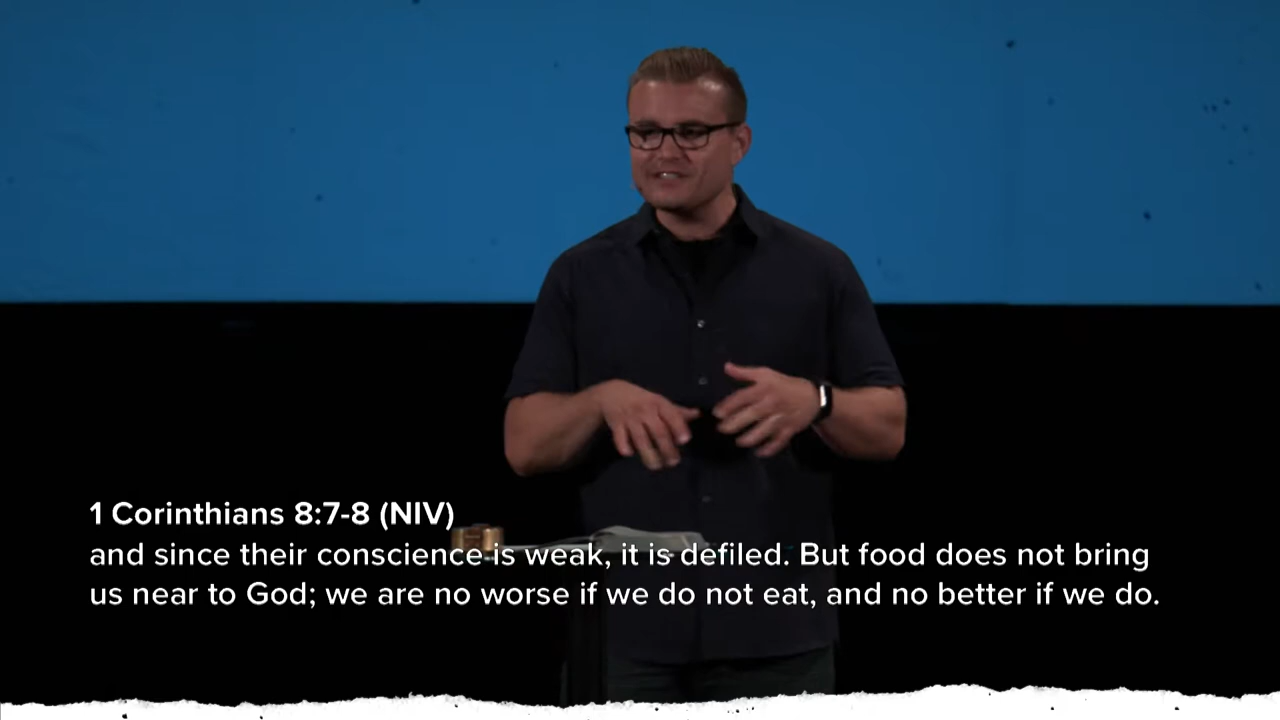 1 Corinthians 8:7-8 (NIV)
and since their conscience is weak, it is defiled. But food does not bring
us near to God; we are no worse if we do not eat, and no better if we do.